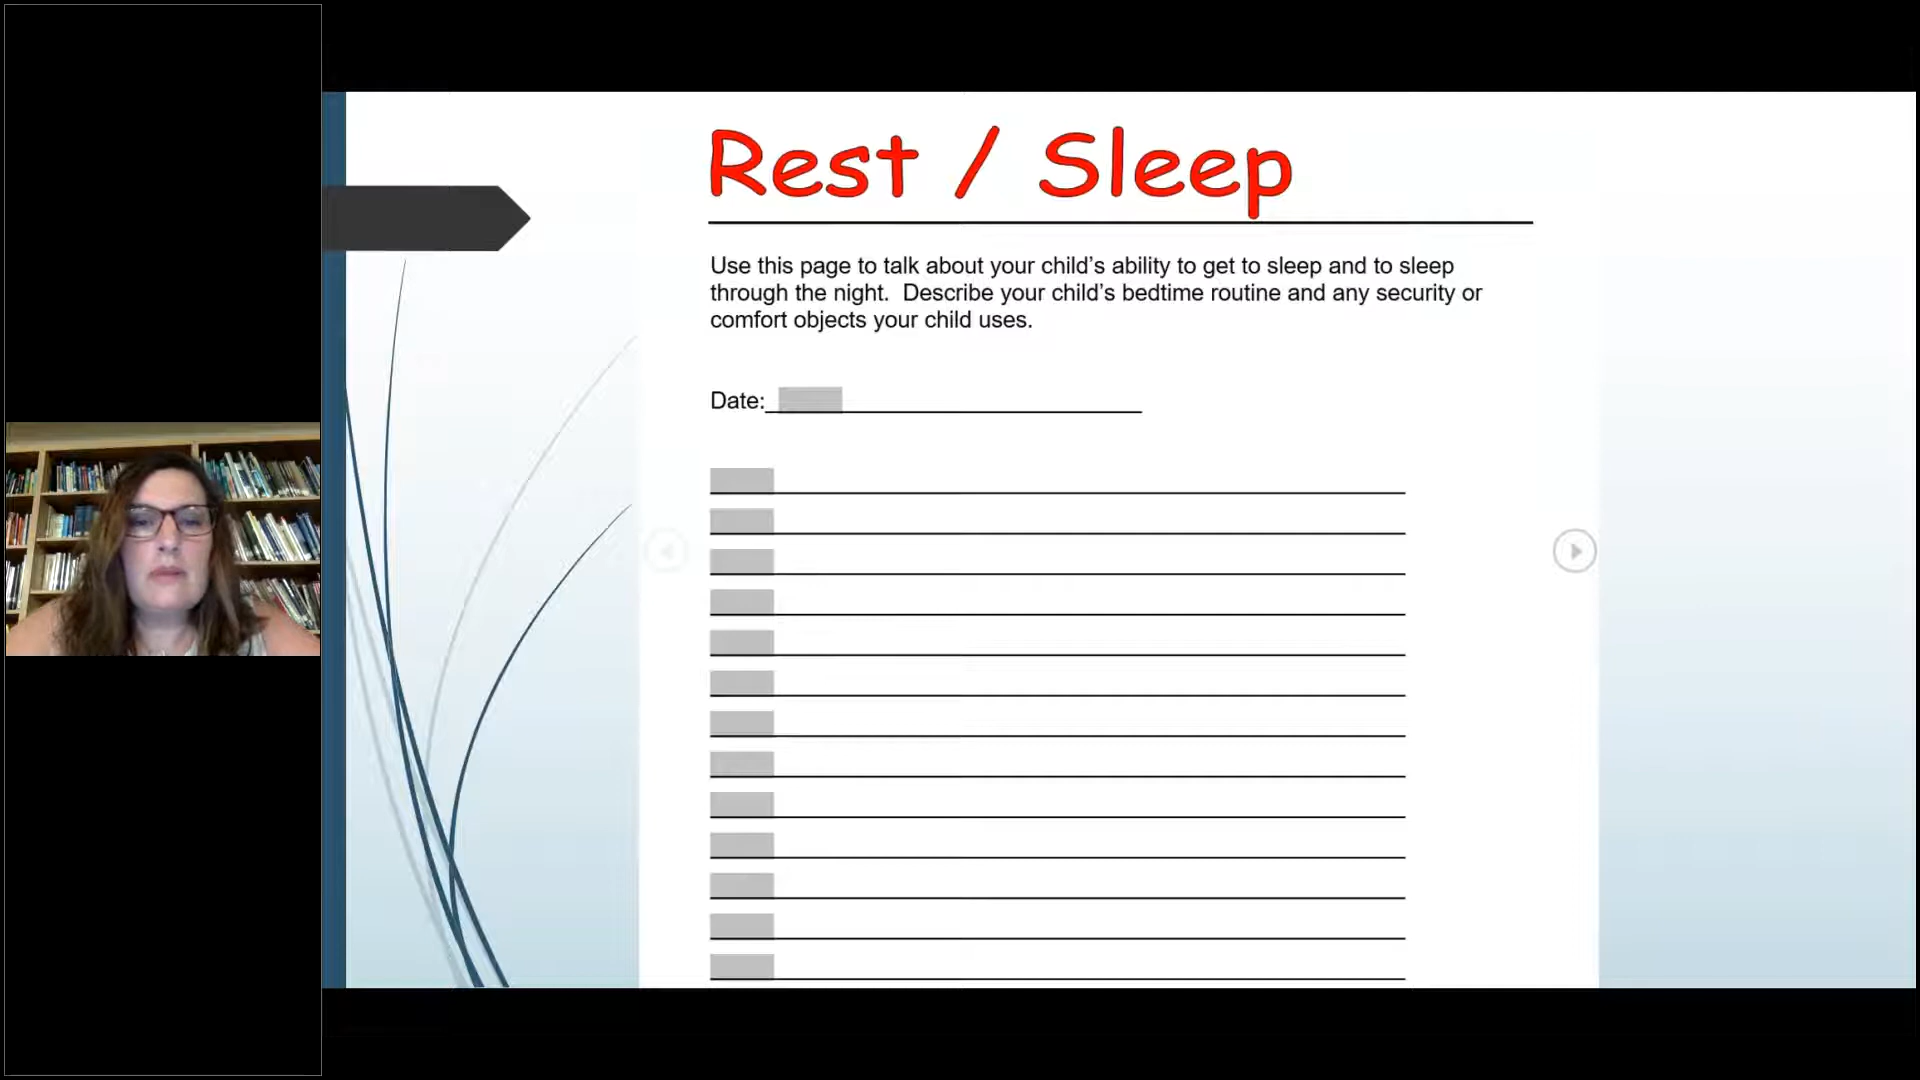 Rest / Sleep
Use this page to talk about your child’s ability to get to sleep and to sleep
through the night.  Describe your child’s bedtime routine and any security or
comfort objects your child uses.
Date: